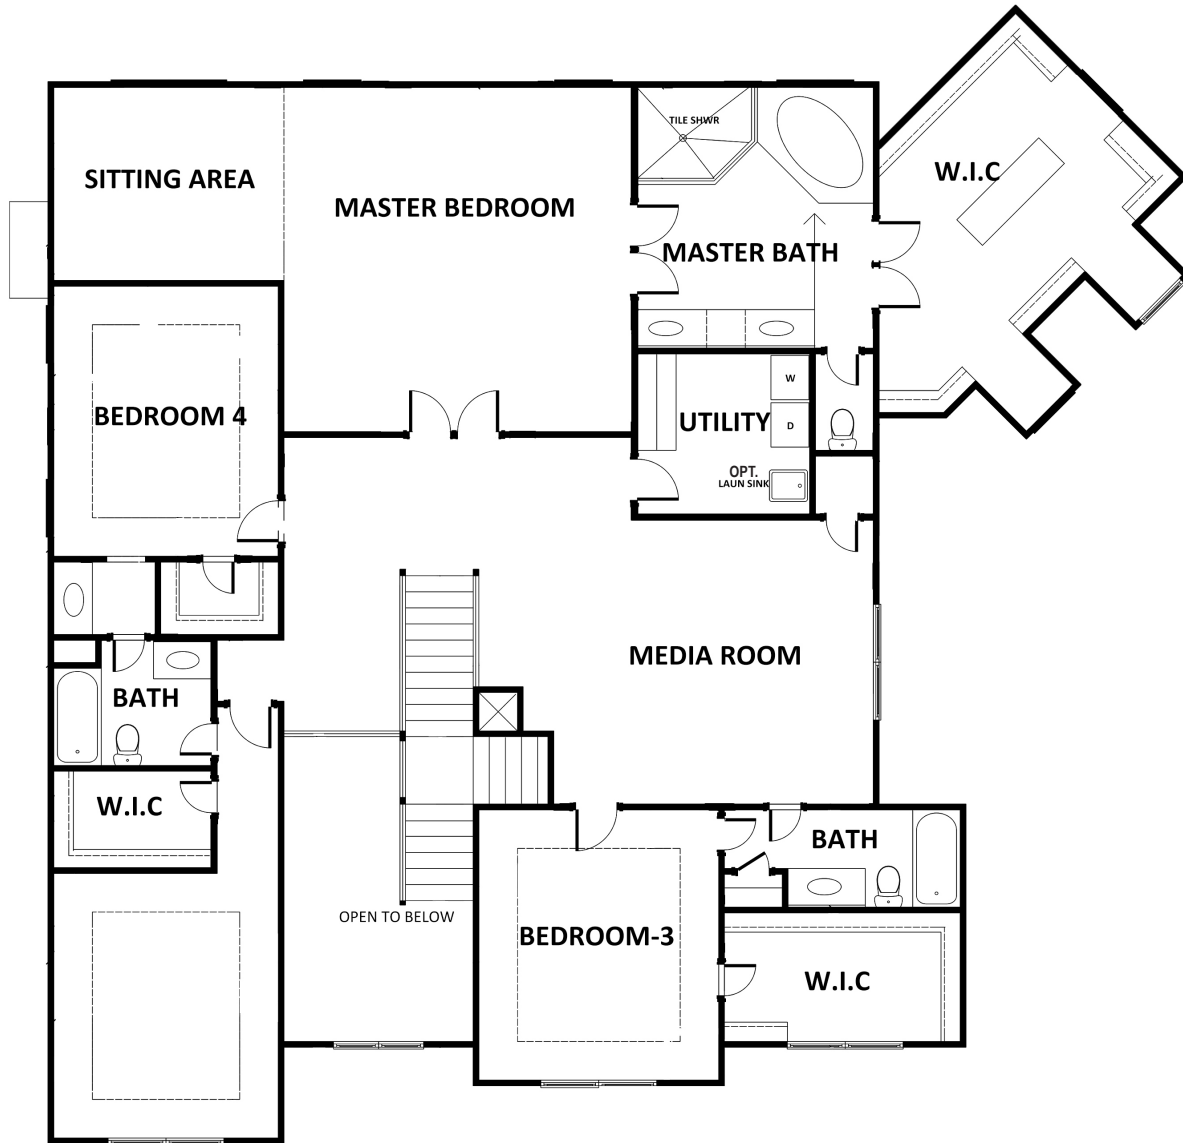 TILE SHWR
W.I.C
SITTING AREA
MASTER BEDROOM
MASTER BATH
W
BEDROOM 4
UTILITY
D
OPT.
LAUN SINK
MEDIA ROOM
BATH
W.I.C
BATH
OPEN TO BELOW
BEDROOM-3
W.I.C